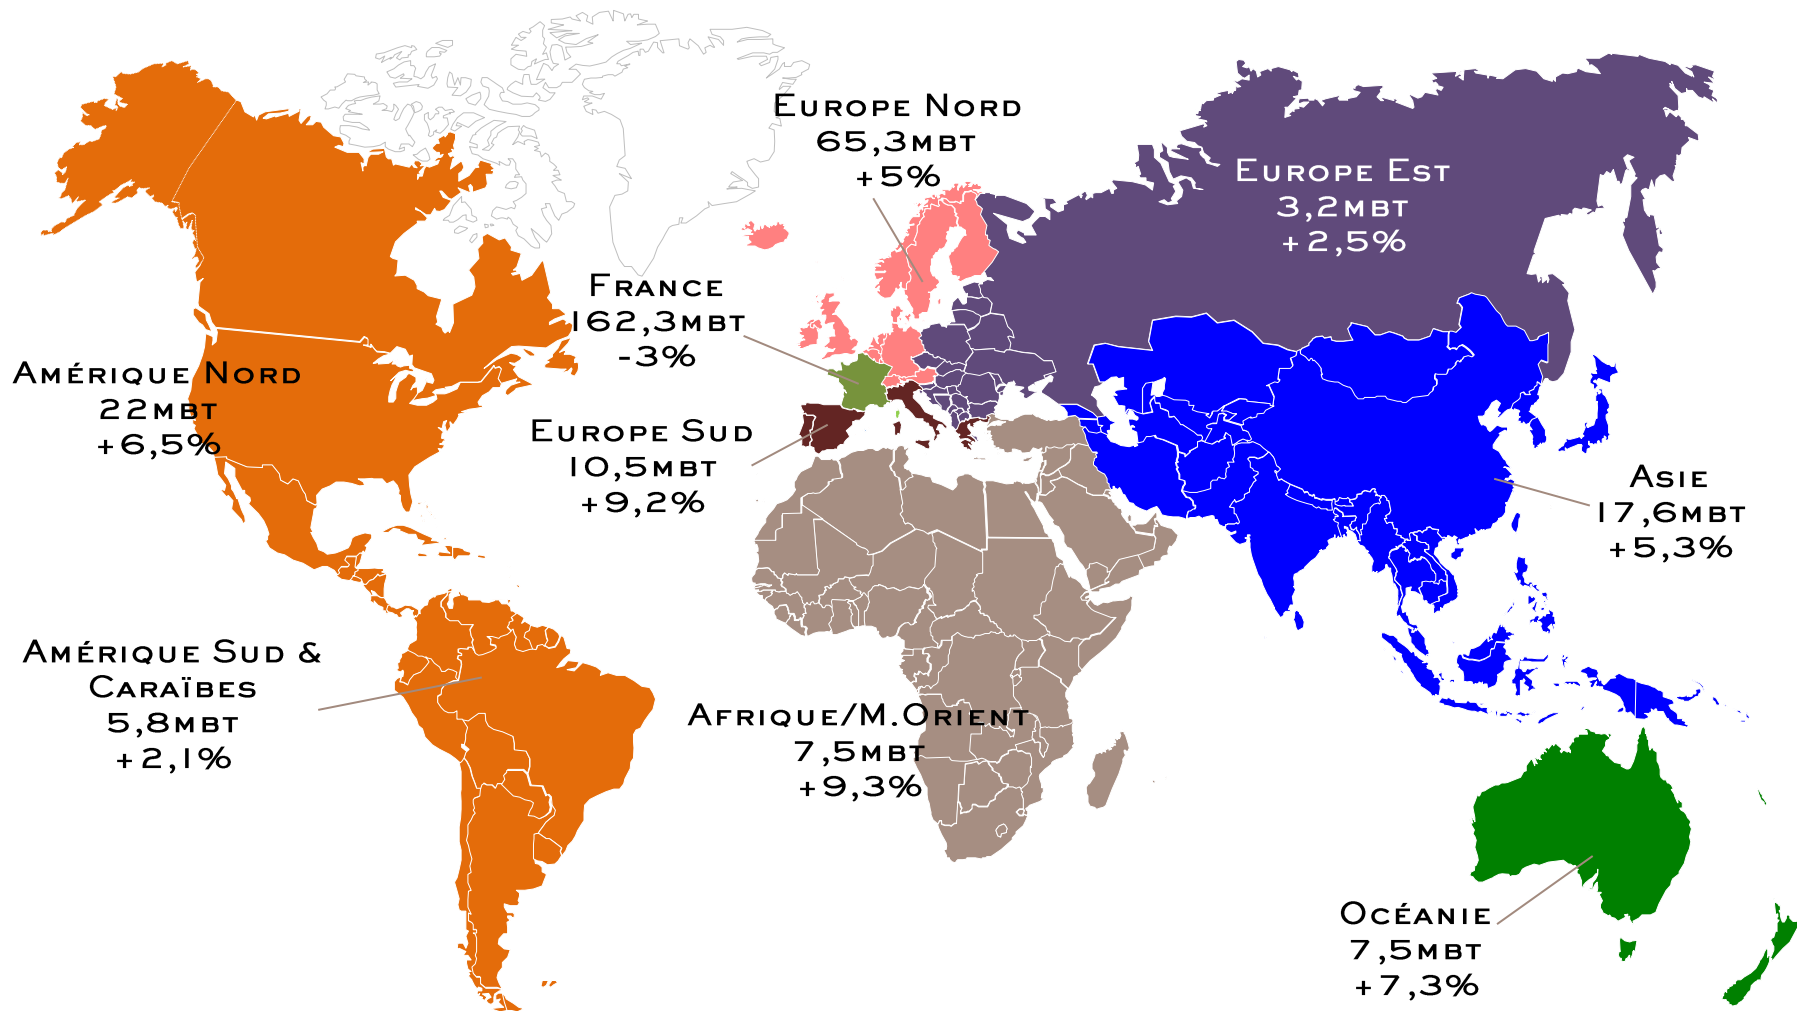 Europe Nord
65,3mbt
+5%
Europe Est
3,2mbt
+2,5%
France
162,3mbt
-3%
Amérique Nord
22mbt
+6,5%
Europe Sud
10,5mbt
+9,2%
Asie
17,6mbt
+5,3%
Amérique Sud &
Caraïbes
5,8mbt
+2,1%
Afrique/M.Orient
7,5mbt
+9,3%
Océanie
7,5mbt
+7,3%